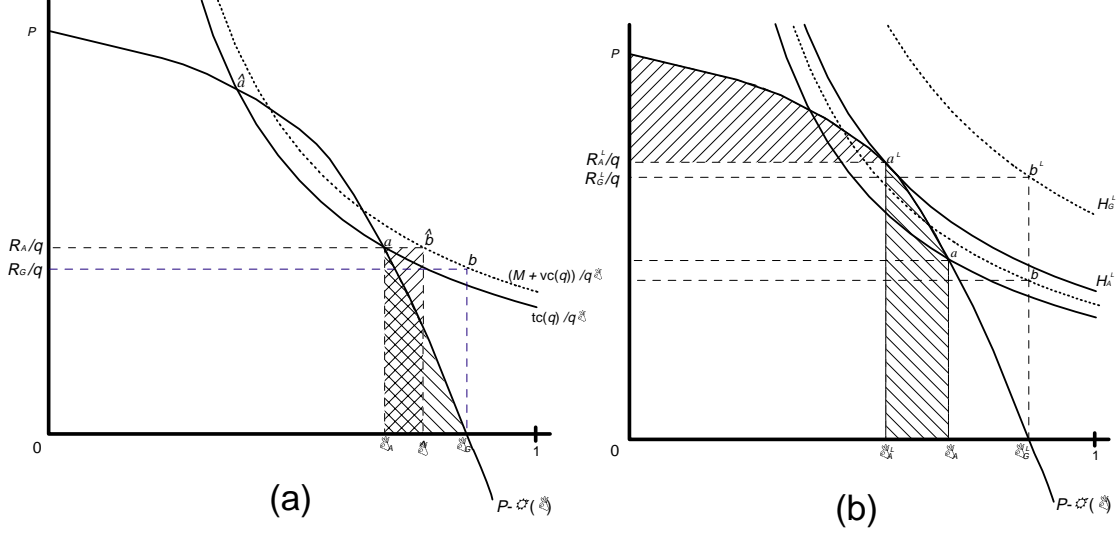 P
â
R_A/q
R_G/q
a
b̂
b
(M + vc(q)) /q
tc(q) /q
0
1
P-
(a)
P
R_A^L/q
R_G^L/q
a^L
b^L
H_G^L
a
b
H_A^L
0
1
P-
(b)